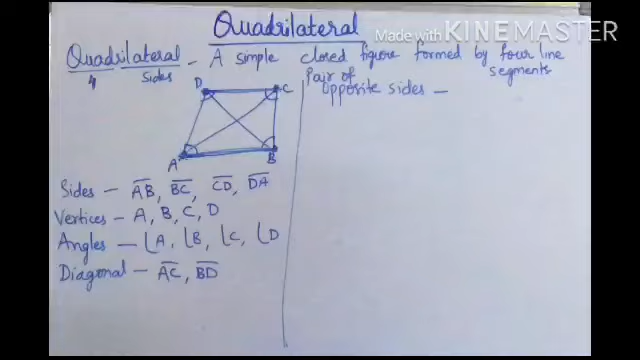 Quadrilateral
Made with KINEMASTER
Quadrilateral - A simple closed figure formed by four line segments
4 sides
D
C
A
B
Sides - AB, BC, CD, DA
Vertices - A, B, C, D
Angles - ∠A, ∠B, ∠C, ∠D
Diagonal - AC, BD
Pair of
opposite sides -